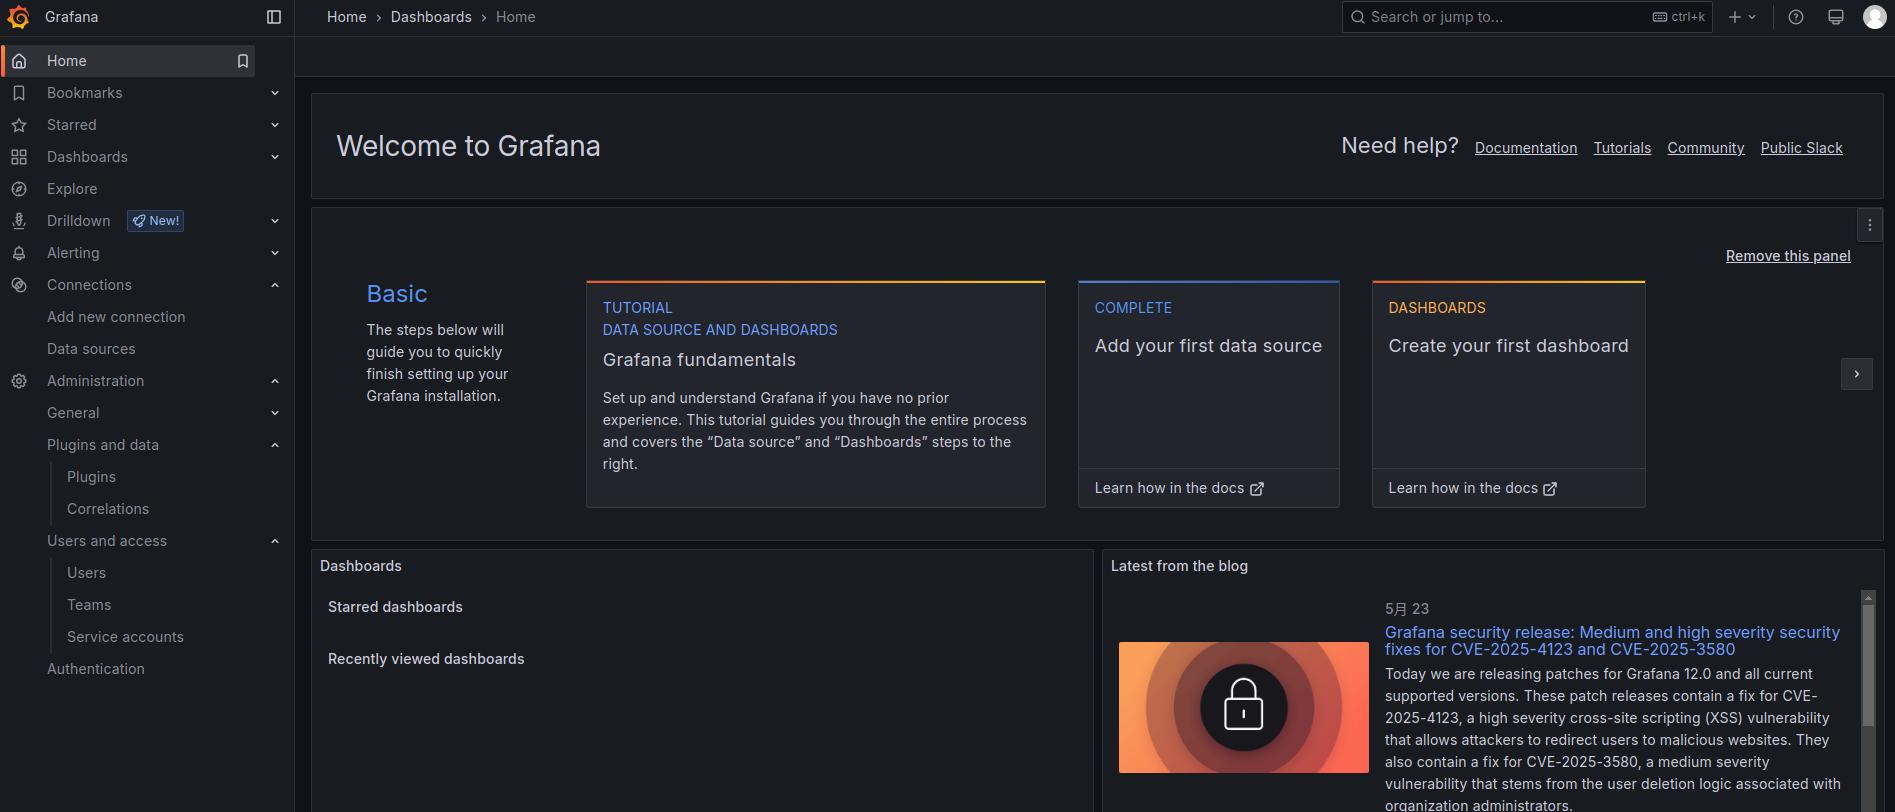 Grafana
Home
Dashboards
Home
Search or jump to...
ctrl+k
Home
Bookmarks
Starred
Dashboards
Explore
Drilldown
New!
Alerting
Connections
Add new connection
Data sources
Administration
General
Plugins and data
Plugins
Correlations
Users and access
Users
Teams
Service accounts
Authentication
Welcome to Grafana
Need help?
Documentation
Tutorials
Community
Public Slack
Remove this panel
Basic
The steps below will
guide you to quickly
finish setting up your
Grafana installation.
TUTORIAL
DATA SOURCE AND DASHBOARDS
Grafana fundamentals
Set up and understand Grafana if you have no prior
experience. This tutorial guides you through the entire process
and covers the “Data source” and “Dashboards” steps to the
right.
COMPLETE
Add your first data source
Learn how in the docs
DASHBOARDS
Create your first dashboard
Learn how in the docs
Dashboards
Starred dashboards
Recently viewed dashboards
Latest from the blog
5月 23
Grafana security release: Medium and high severity security
fixes for CVE-2025-4123 and CVE-2025-3580
Today we are releasing patches for Grafana 12.0 and all current
supported versions. These patch releases contain a fix for CVE-
2025-4123, a high severity cross-site scripting (XSS) vulnerability
that allows attackers to redirect users to malicious websites. They
also contain a fix for CVE-2025-3580, a medium severity
vulnerability that stems from the user deletion logic associated with
organization administrators.